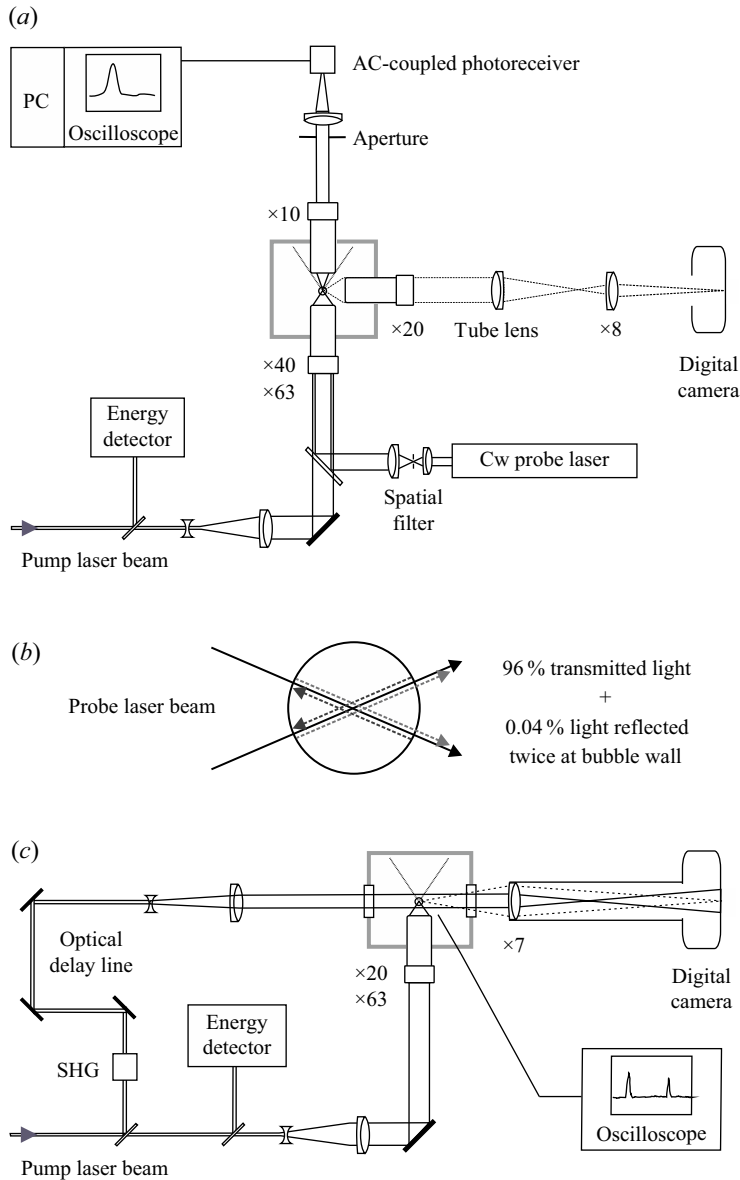 (a)
AC-coupled photoreceiver
PC
Oscilloscope
Aperture
×10
×20
Tube lens
×8
Digital
camera
×40
×63
Energy
detector
Cw probe laser
Spatial
filter
Pump laser beam
(b)
Probe laser beam
96 % transmitted light
+
0.04 % light reflected
twice at bubble wall
(c)
Optical
delay line
×7
Digital
camera
×20
×63
Energy
detector
SHG
Oscilloscope
Pump laser beam